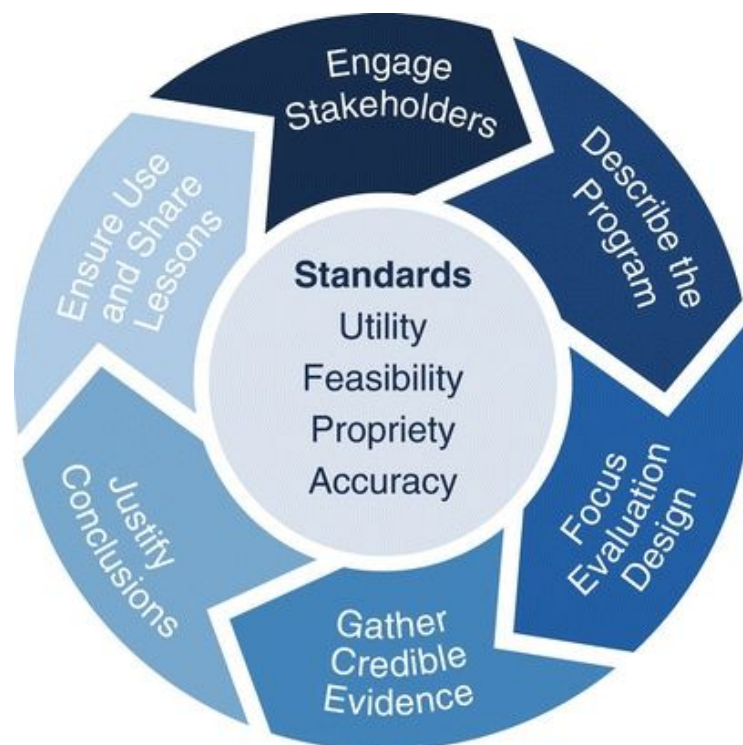 Engage
Stakeholders
Describe the
Program
Focus
Evaluation
Design
Gather
Credible
Evidence
Justify
Conclusions
Ensure Use
and Share
Lessons
Standards
Utility
Feasibility
Propriety
Accuracy